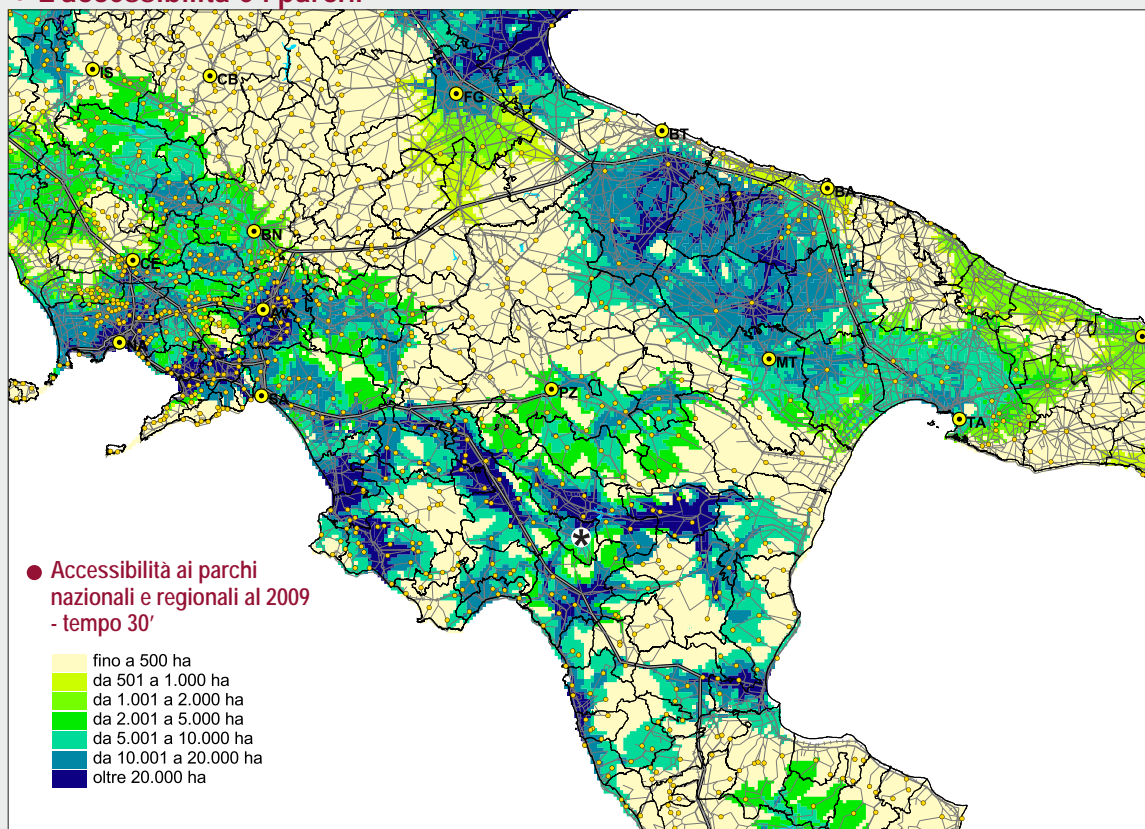 L'accessibilità e i parchi
IS
CB
FG
BT
BA
BN
CE
AV
NA
MT
PZ
SA
TA
*
● Accessibilità ai parchi
nazionali e regionali al 2009
- tempo 30'
fino a 500 ha
da 501 a 1.000 ha
da 1.001 a 2.000 ha
da 2.001 a 5.000 ha
da 5.001 a 10.000 ha
da 10.001 a 20.000 ha
oltre 20.000 ha